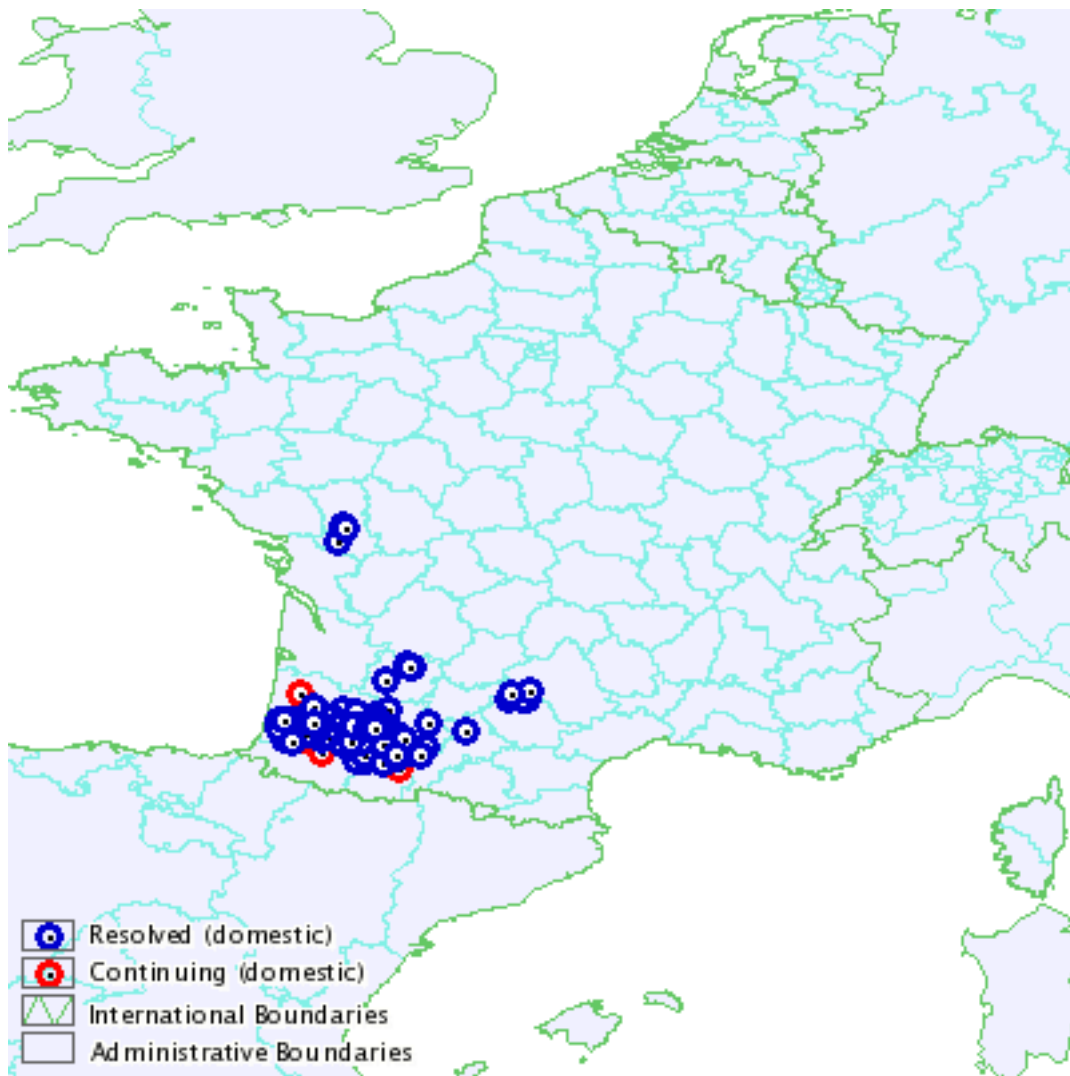 Resolved (domestic)
Continuing (domestic)
International Boundaries
Administrative Boundaries